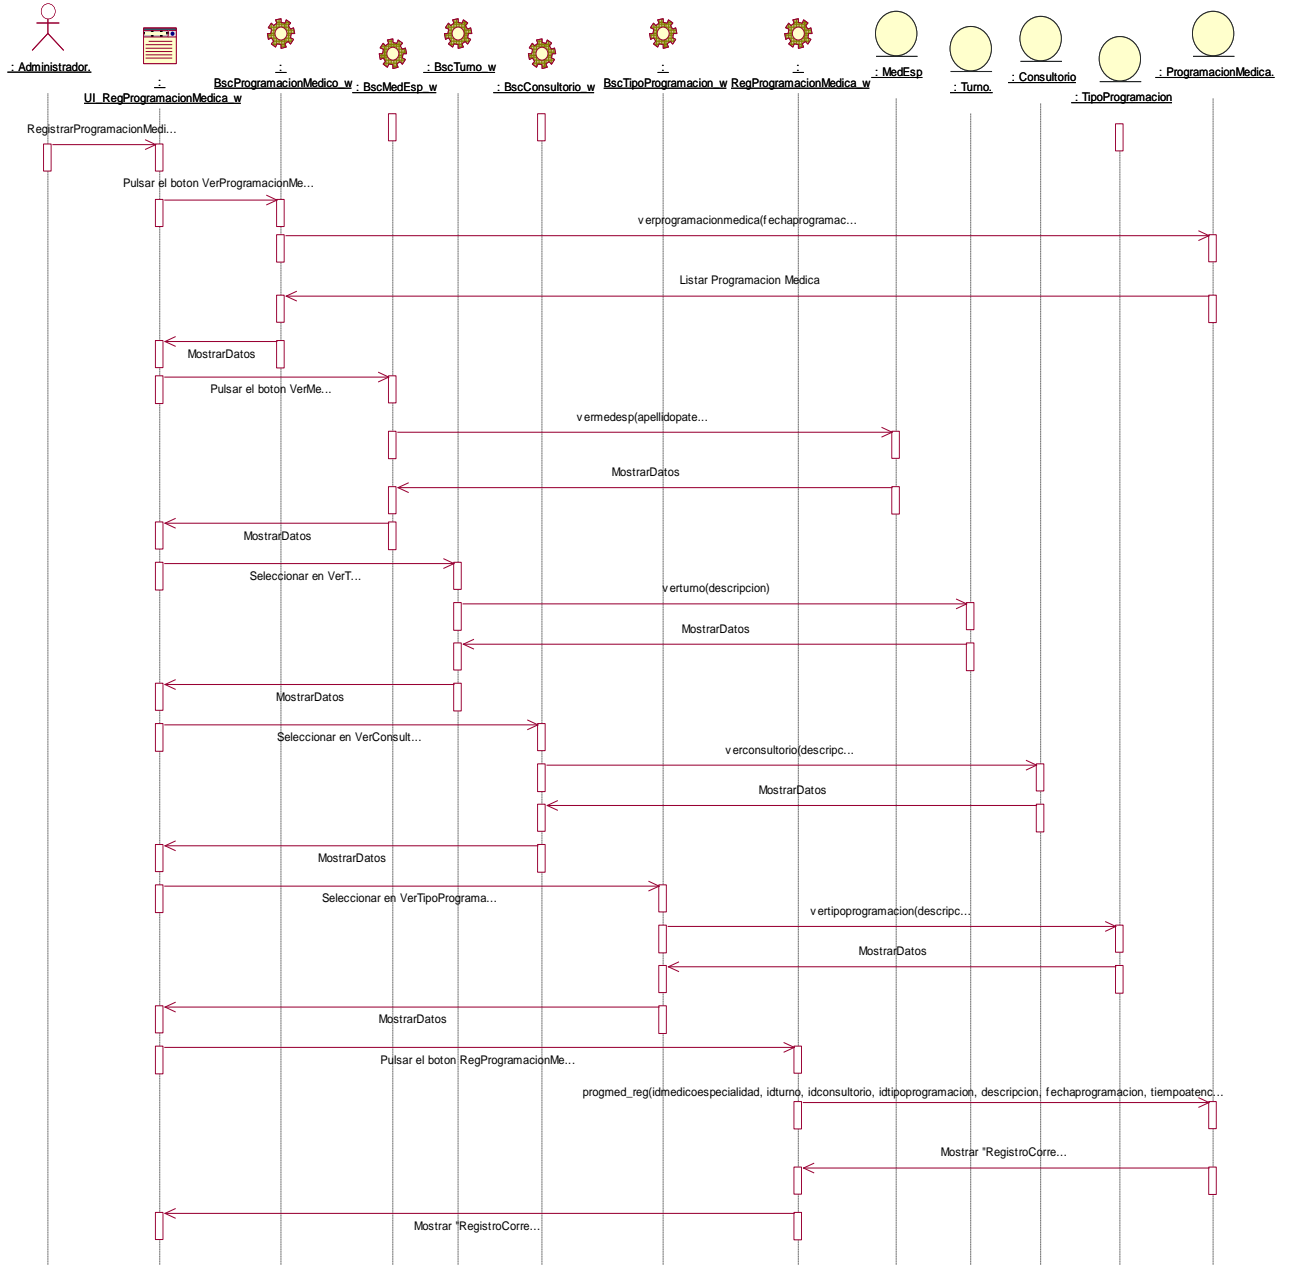 : Administrador.
:
UI_RegProgramacionMedica_w
:
BscProgramacionMedico_w
: BscMedEsp_w
: BscTurno_w
: BscConsultorio_w
:
BscTipoProgramacion_w
:
RegProgramacionMedica_w
: MedEsp
: Turno.
: Consultorio
: TipoProgramacion
: ProgramacionMedica.
RegistrarProgramacionMedi...
Pulsar el boton VerProgramacionMe...
verprogramacionmedica(fechaprogramac...
Listar Programacion Medica
MostrarDatos
Pulsar el boton VerMe...
vermedesp(apellidopate...
MostrarDatos
MostrarDatos
Seleccionar en VerT...
verturno(descripcion)
MostrarDatos
MostrarDatos
Seleccionar en VerConsult...
verconsultorio(descripc...
MostrarDatos
MostrarDatos
Seleccionar en VerTipoPrograma...
vertipoprogramacion(descripc...
MostrarDatos
MostrarDatos
Pulsar el boton RegProgramacionMe...
progmed_reg(idmedicoespecialidad, idturno, idconsultorio, idtipoprogramacion, descripcion, fechaprogramacion, tiempoatenc...
Mostrar "RegistroCorre...
Mostrar "RegistroCorre...